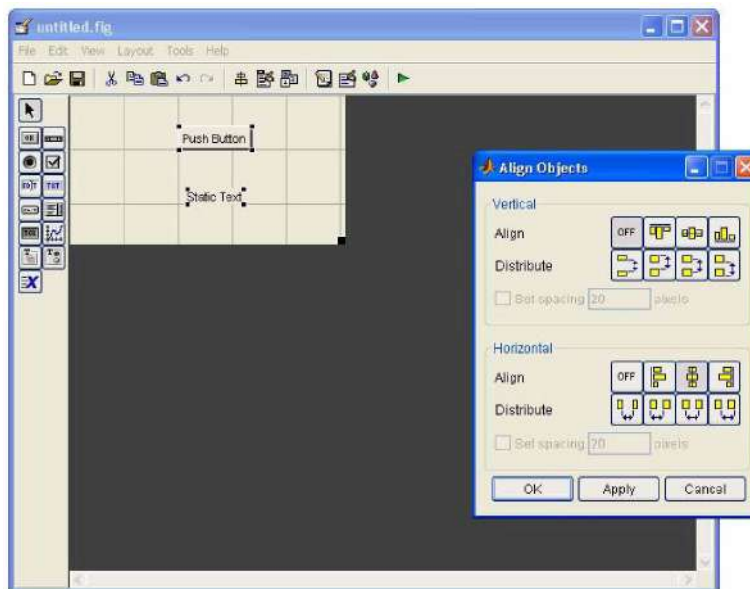 untitled.fig
File Edit View Layout Tools Help
Push Button
Static Text
Align Objects
Vertical
Align
OFF
Distribute
Set spacing 20 pixels
Horizontal
Align
OFF
Distribute
Set spacing 20 pixels
OK Apply Cancel